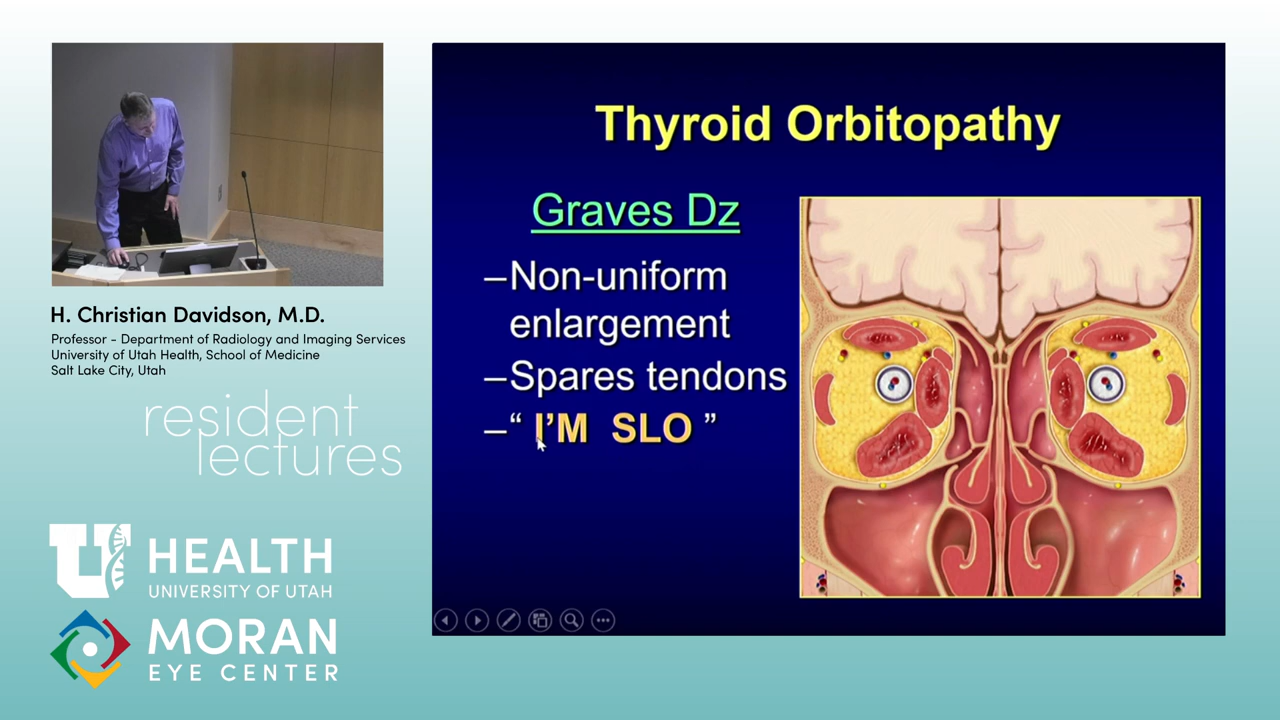 H. Christian Davidson, M.D.
Professor - Department of Radiology and Imaging Services
University of Utah Health, School of Medicine
Salt Lake City, Utah
resident
lectures
U HEALTH
UNIVERSITY OF UTAH
MORAN
EYE CENTER
Thyroid Orbitopathy
Graves Dz
–Non-uniform
enlargement
–Spares tendons
–“ I’M SLO ”